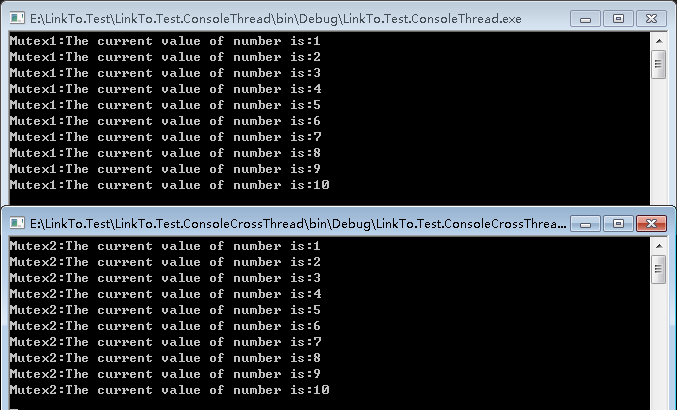 E:\LinkTo.Test\LinkTo.Test.ConsoleThread\bin\Debug\LinkTo.Test.ConsoleThread.exe
Mutex1:The current value of number is:1
Mutex1:The current value of number is:2
Mutex1:The current value of number is:3
Mutex1:The current value of number is:4
Mutex1:The current value of number is:5
Mutex1:The current value of number is:6
Mutex1:The current value of number is:7
Mutex1:The current value of number is:8
Mutex1:The current value of number is:9
Mutex1:The current value of number is:10
E:\LinkTo.Test\LinkTo.Test.ConsoleCrossThread\bin\Debug\LinkTo.Test.ConsoleCrossThrea...
Mutex2:The current value of number is:1
Mutex2:The current value of number is:2
Mutex2:The current value of number is:3
Mutex2:The current value of number is:4
Mutex2:The current value of number is:5
Mutex2:The current value of number is:6
Mutex2:The current value of number is:7
Mutex2:The current value of number is:8
Mutex2:The current value of number is:9
Mutex2:The current value of number is:10